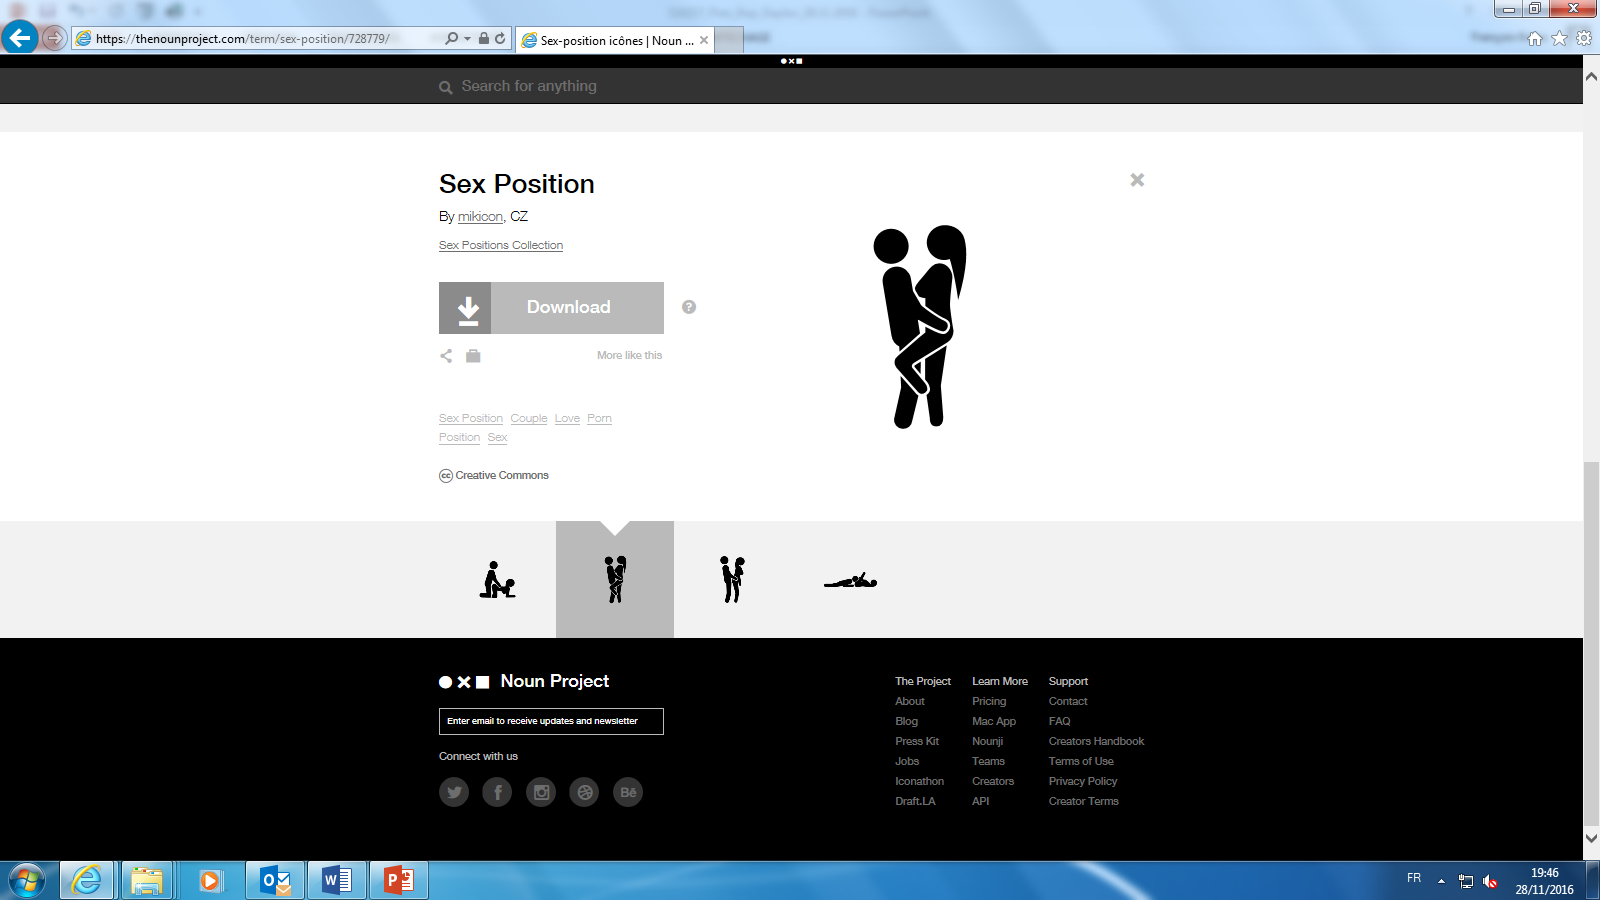 https://thenounproject.com/term/sex-position/728779/
Sex-position icônes | Noun ...
Search for anything
Sex Position
By mikicon, CZ
Sex Positions Collection
Download
?
More like this
Sex Position Couple Love Porn
Position Sex
cc Creative Commons
Noun Project
Enter email to receive updates and newsletter
Connect with us
Bē
The Project
About
Blog
Press Kit
Jobs
Iconathon
Draft.LA
Learn More
Pricing
Mac App
Nounji
Teams
Creators
API
Support
Contact
FAQ
Creators Handbook
Terms of Use
Privacy Policy
Creator Terms
FR
19:46
28/11/2016